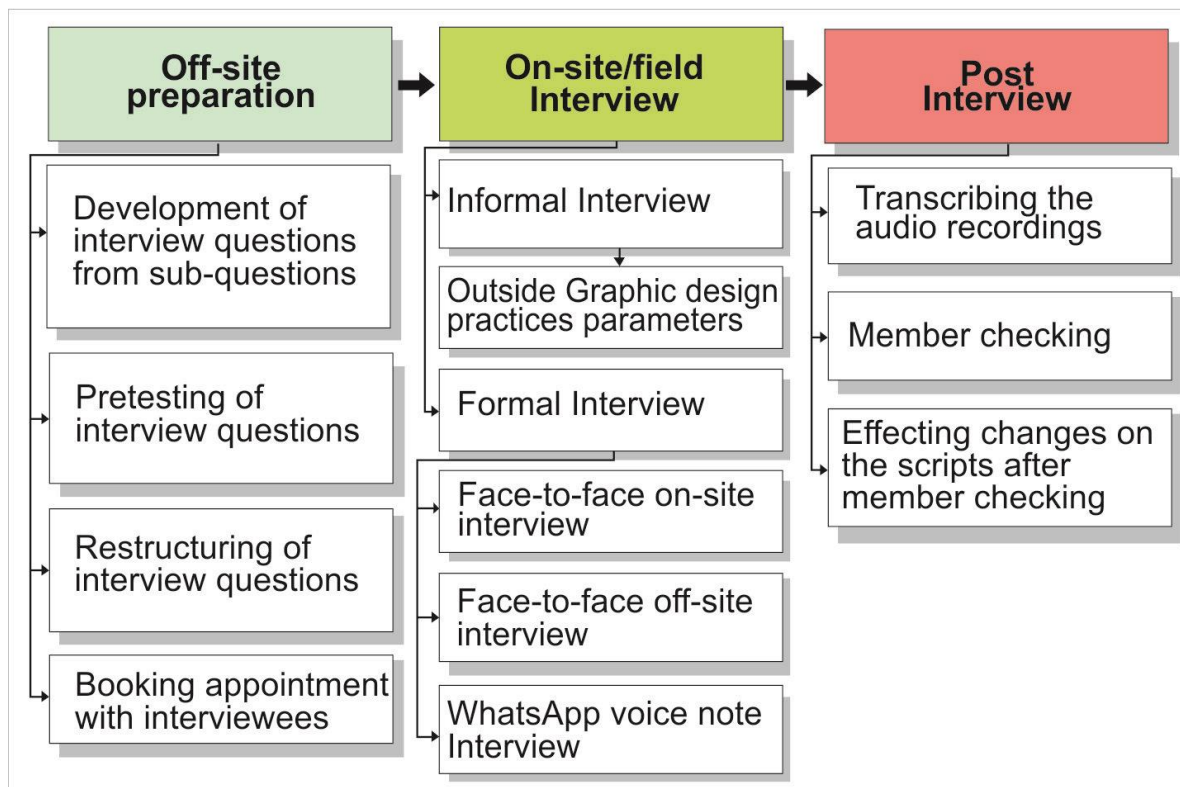 Off-site
preparation
Development of
interview questions
from sub-questions
Pretesting of
interview questions
Restructuring of
interview questions
Booking appointment
with interviewees
On-site/field
Interview
Informal Interview
Outside Graphic design
practices parameters
Formal Interview
Face-to-face on-site
interview
Face-to-face off-site
interview
WhatsApp voice note
Interview
Post
Interview
Transcribing the
audio recordings
Member checking
Effecting changes on
the scripts after
member checking